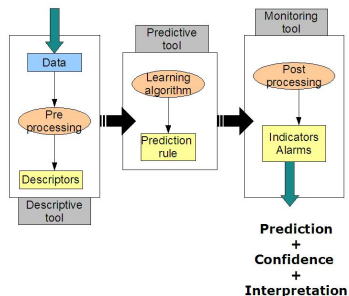 Data
Pre
processing
Descriptors
Descriptive
tool
Predictive
tool
Learning
algorithm
Prediction
rule
Monitoring
tool
Post
processing
Indicators
Alarms
Prediction
+
Confidence
+
Interpretation